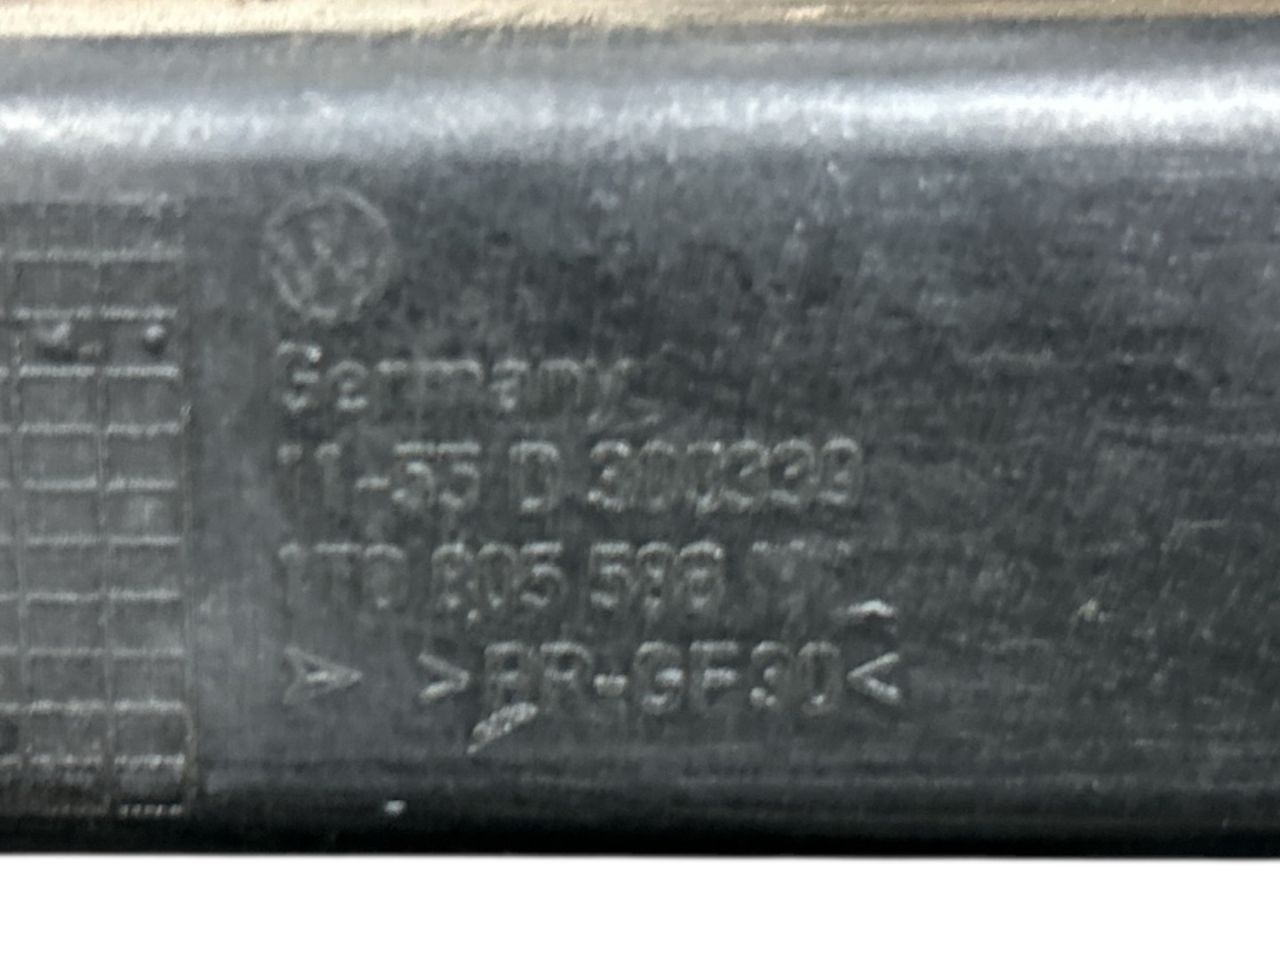 Germany
11-55 D 300339
1T0 805 588
>PP-GF30<